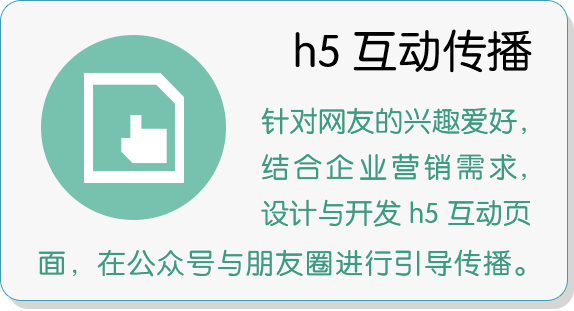 h5 互动传播
针对网友的兴趣爱好，
结合企业营销需求，
设计与开发 h5 互动页
面，在公众号与朋友圈进行引导传播。